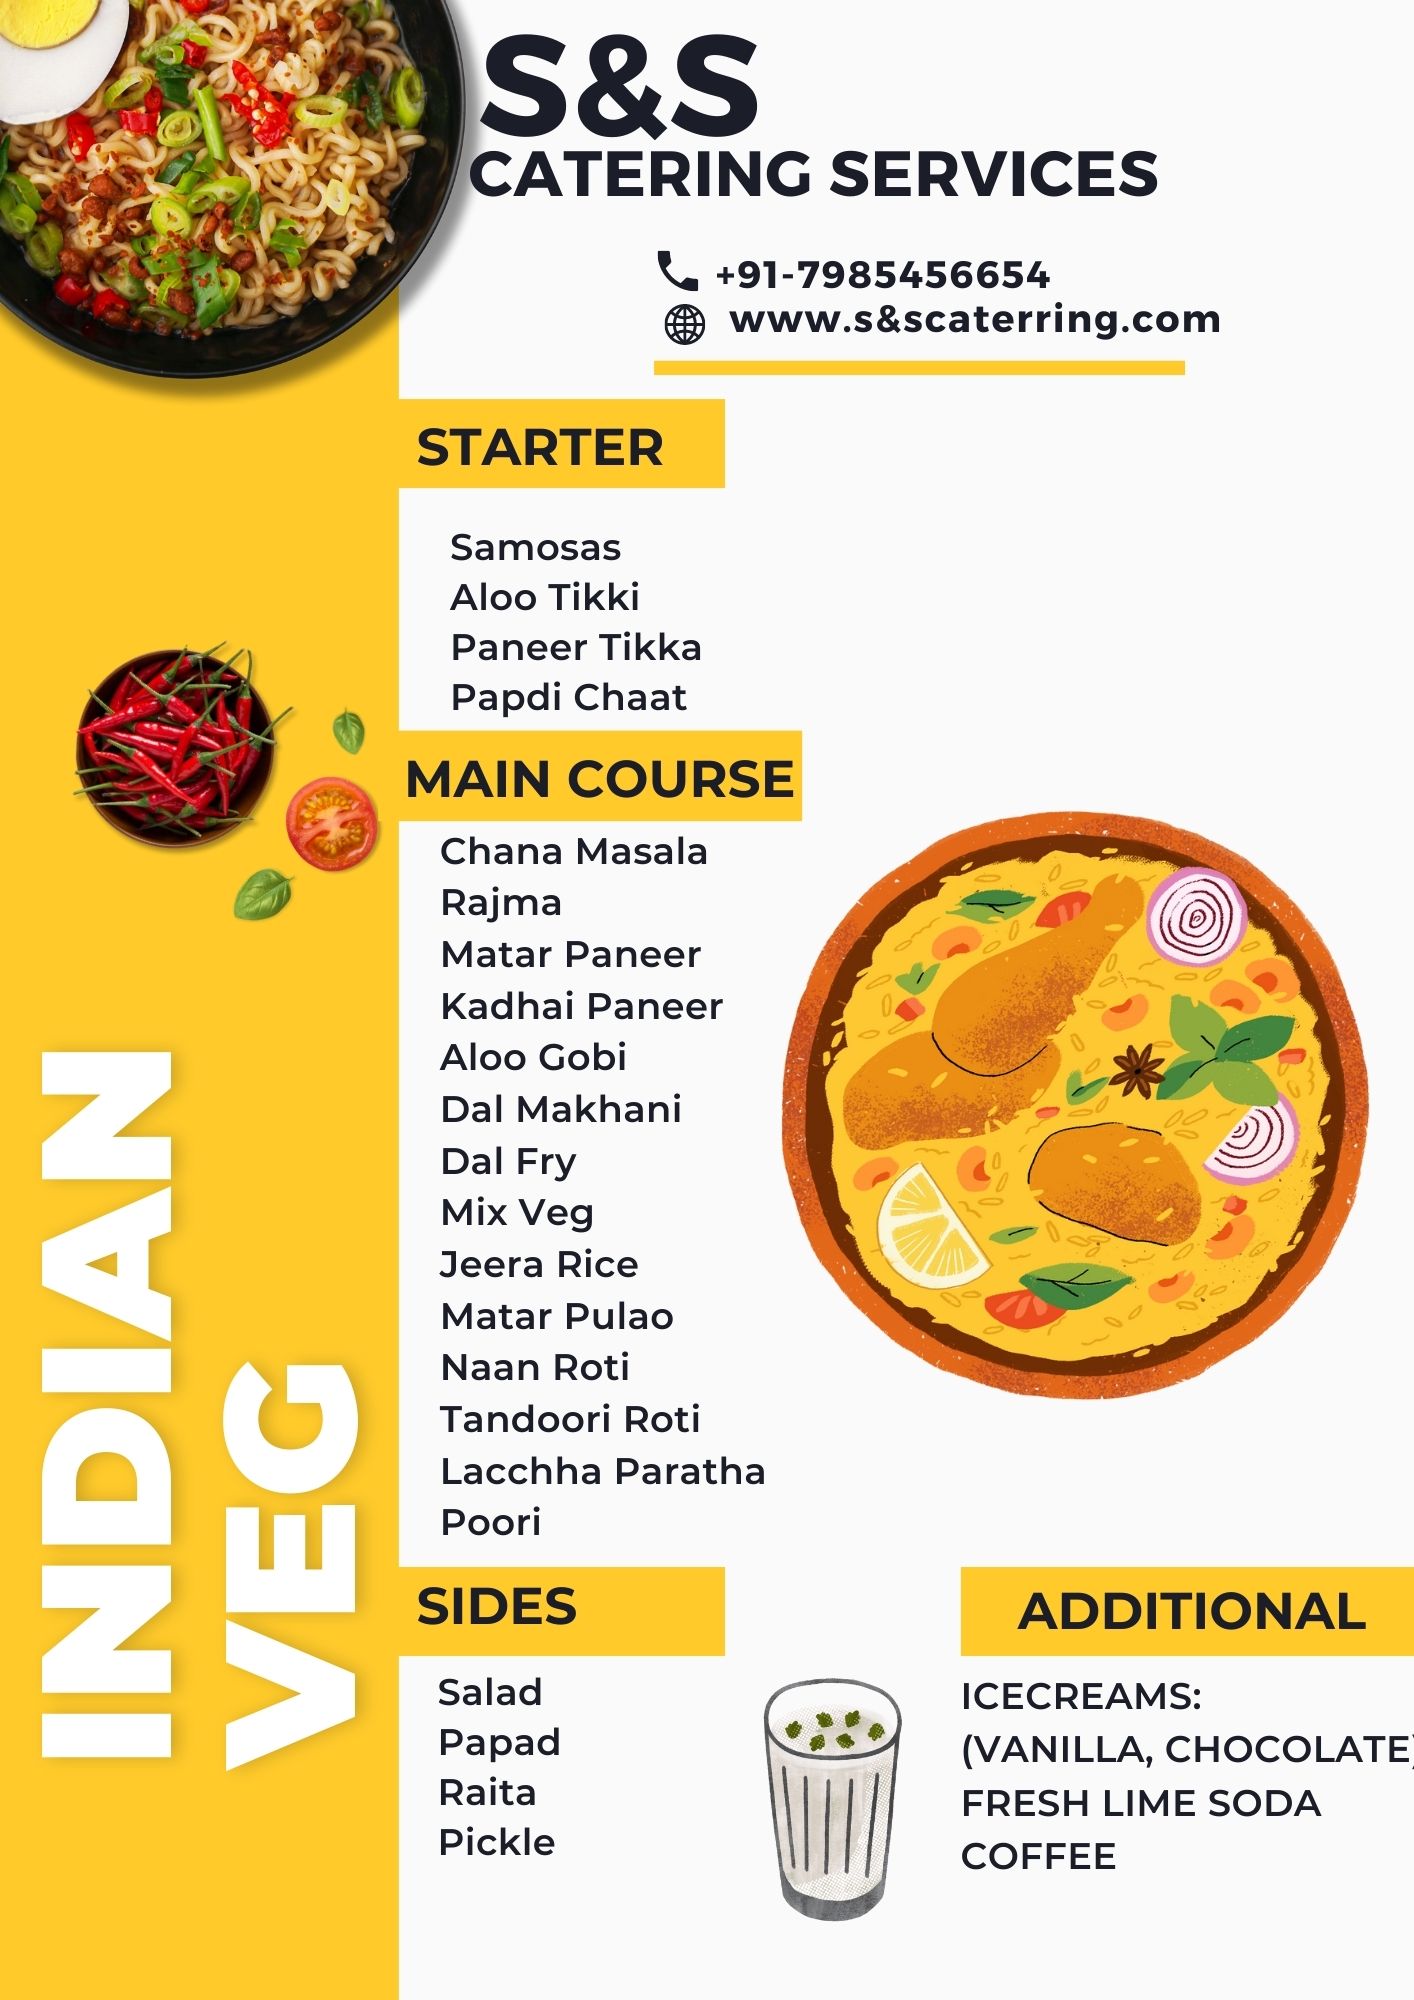 S&S
CATERING SERVICES
+91-7985456654
www.s&scaterring.com
STARTER
Samosas
Aloo Tikki
Paneer Tikka
Papdi Chaat
MAIN COURSE
Chana Masala
Rajma
Matar Paneer
Kadhai Paneer
Aloo Gobi
Dal Makhani
Dal Fry
Mix Veg
Jeera Rice
Matar Pulao
Naan Roti
Tandoori Roti
Lacchha Paratha
Poori
INDIAN
VEG
SIDES
Salad
Papad
Raita
Pickle
ADDITIONAL
ICECREAMS:
(VANILLA, CHOCOLATE)
FRESH LIME SODA
COFFEE